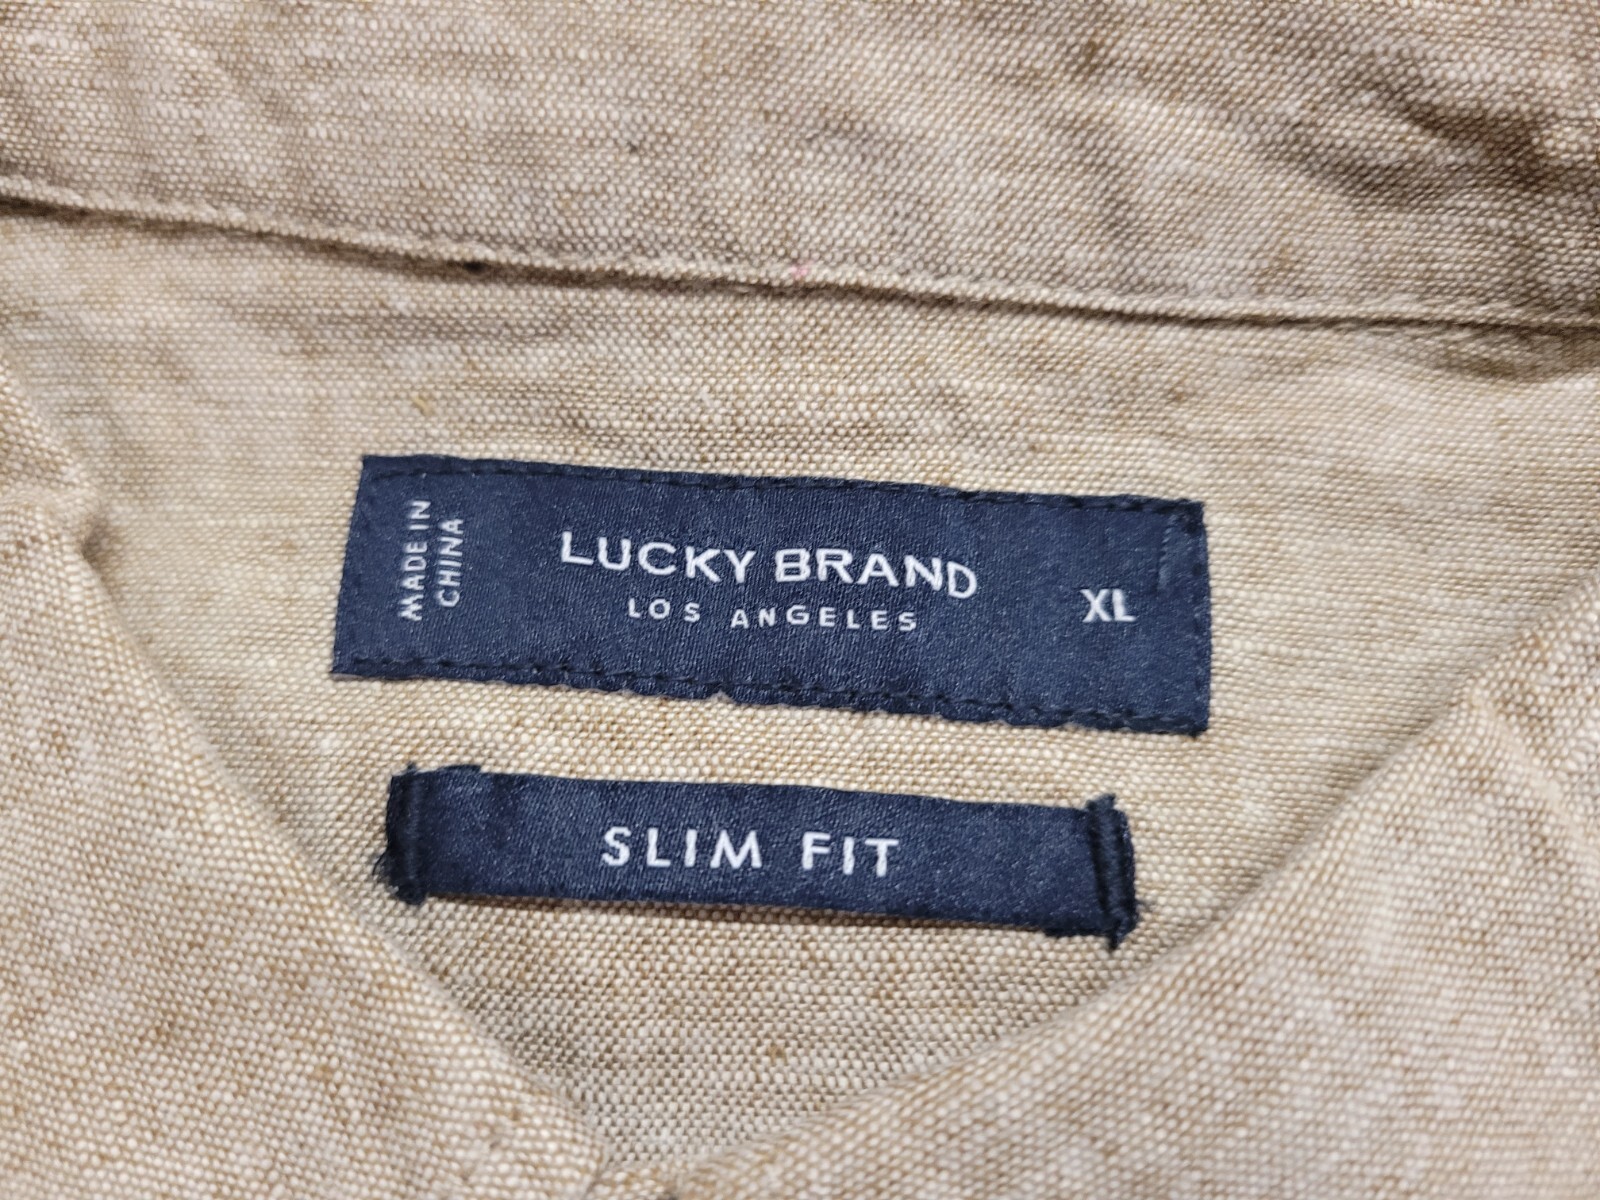 MADE IN
CHINA
LUCKY BRAND
LOS ANGELES
XL
SLIM FIT